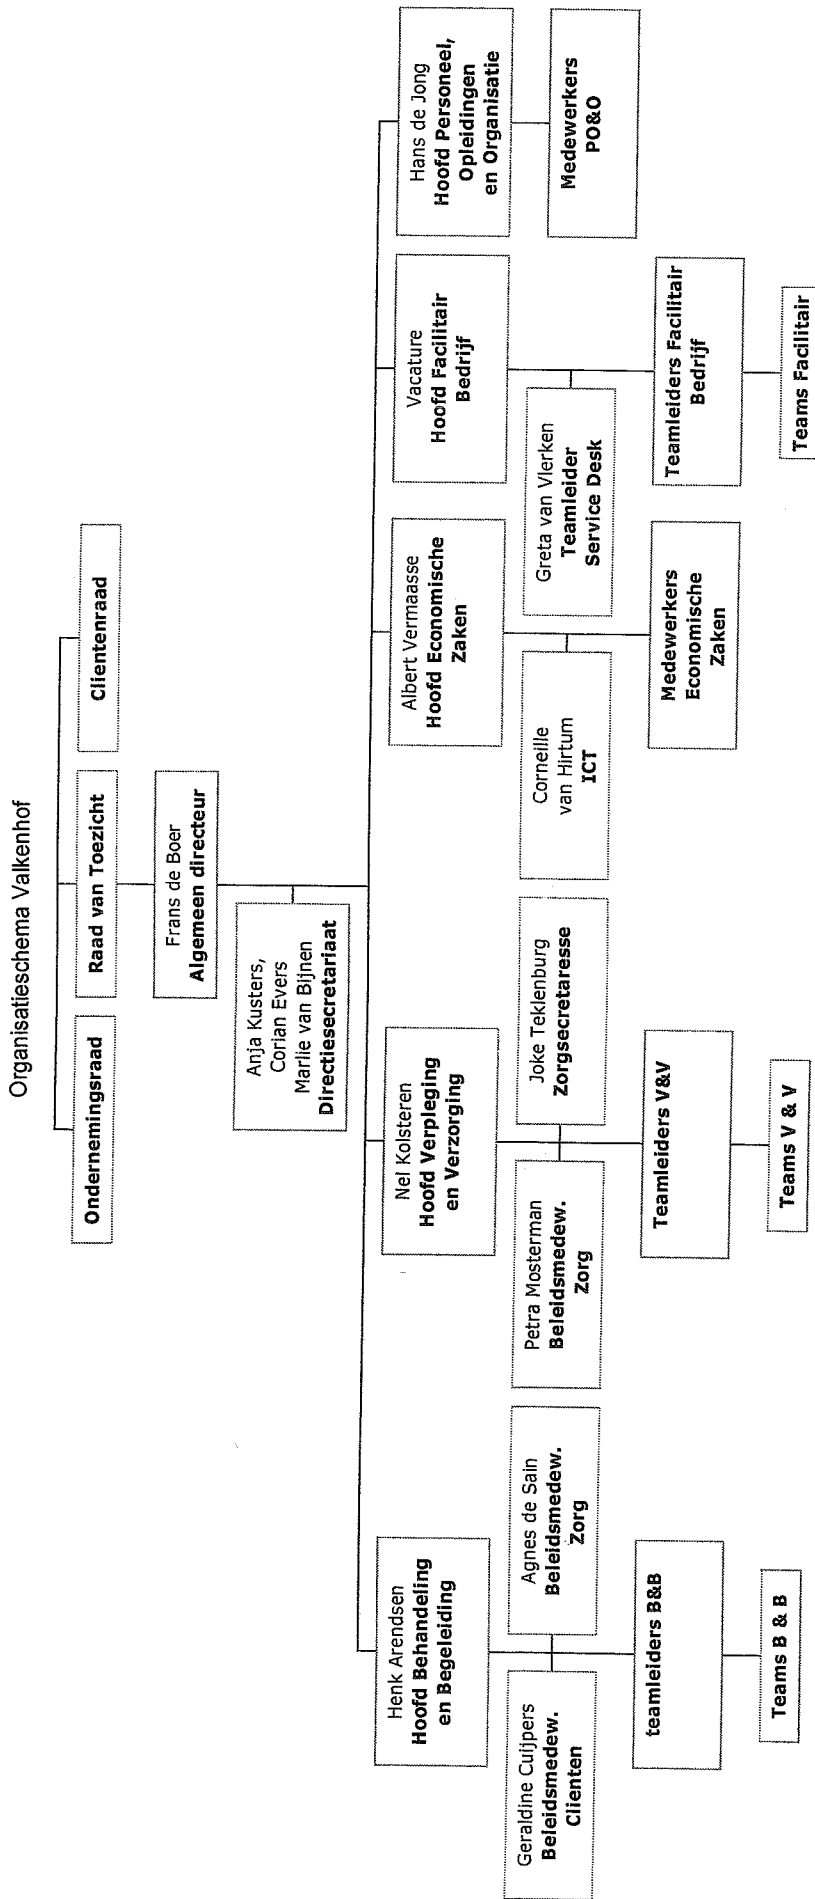 Organisatieschema Valkenhof
Ondernemingsraad
Raad van Toezicht
Clientenraad
Frans de Boer
Algemeen directeur
Anja Kusters,
Corian Evers
Marlie van Bijnen
Directiesecretariaat
Henk Arendsen
Hoofd Behandeling
en Begeleiding
Nel Kolsteren
Hoofd Verpleging
en Verzorging
Albert Vermaasse
Hoofd Economische
Zaken
Vacature
Hoofd Facilitair
Bedrijf
Hans de Jong
Hoofd Personeel,
Opleidingen
en Organisatie
Geraldine Cuijpers
Beleidsmedew.
Clienten
Agnes de Sain
Beleidsmedew.
Zorg
Petra Mosterman
Beleidsmedew.
Zorg
Joke Teklenburg
Zorgsecretaresse
Corneille
van Hirtum
ICT
Greta van Vlerken
Teamleider
Service Desk
Medewerkers
PO&O
teamleiders B&B
Teamleiders V&V
Medewerkers
Economische
Zaken
Teamleiders Facilitair
Bedrijf
Teams B & B
Teams V & V
Teams Facilitair